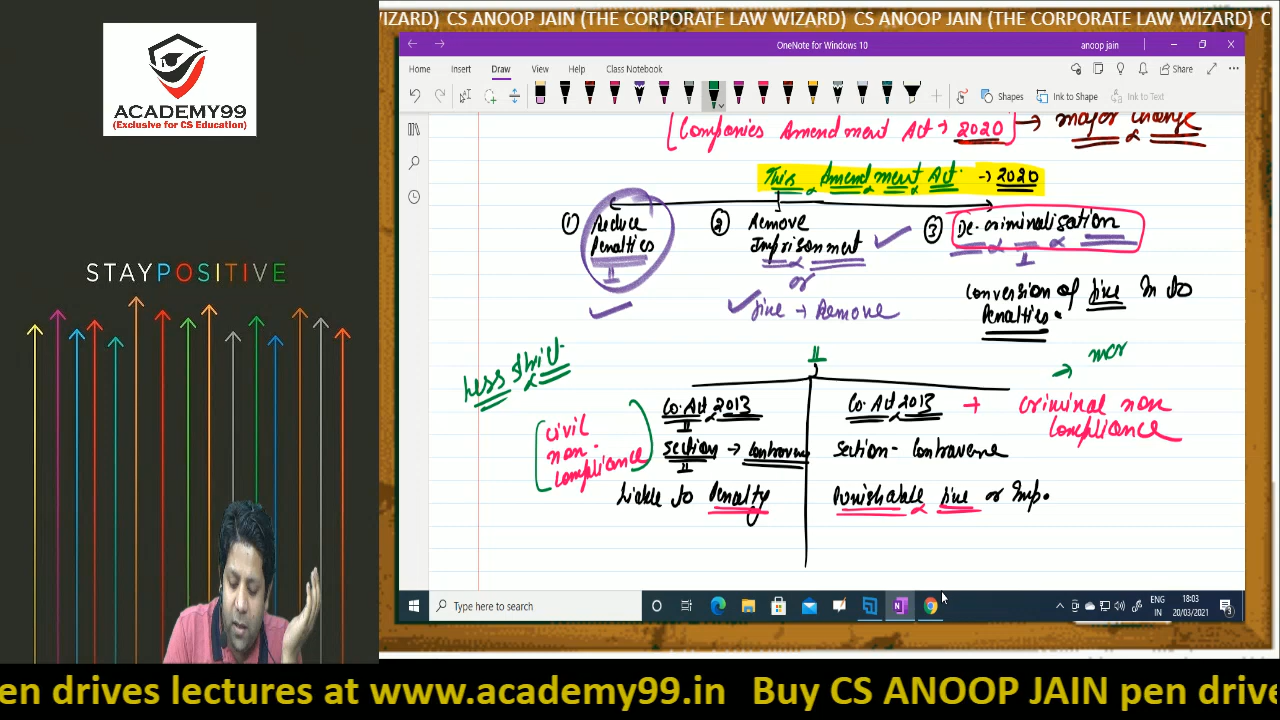 WIZARD) CS ANOOP JAIN (THE CORPORATE LAW WIZARD) CS ANOOP JAIN (THE CORPORATE LAW WIZARD) C
ACADEMY99
(Exclusive for CS Education)
STAYPOSITIVE
OneNote for Windows 10
anoop jain
Home Insert Draw View Help Class Notebook
Share
Shapes Ink to Shape Ink to Text
[Companies Amendment Act → 2020] → Major Change
This Amendment Act → 2020
① Reduce Penalties
② Remove Imprisonment
or
fine → Remove
③ De-criminalisation
Conversion of fine In to
Penalties.
Less strict
→ mor
Co. Act 2013
Section → Contravene
Liable to Penalty
civil
non-
compliance
Co. Act 2013 → Criminal non
Compliance
Section - Contravene
Punishable fine or Imp.
Type here to search
ENG
IN
18:03
20/03/2021
3
en drives lectures at www.academy99.in Buy CS ANOOP JAIN pen drive